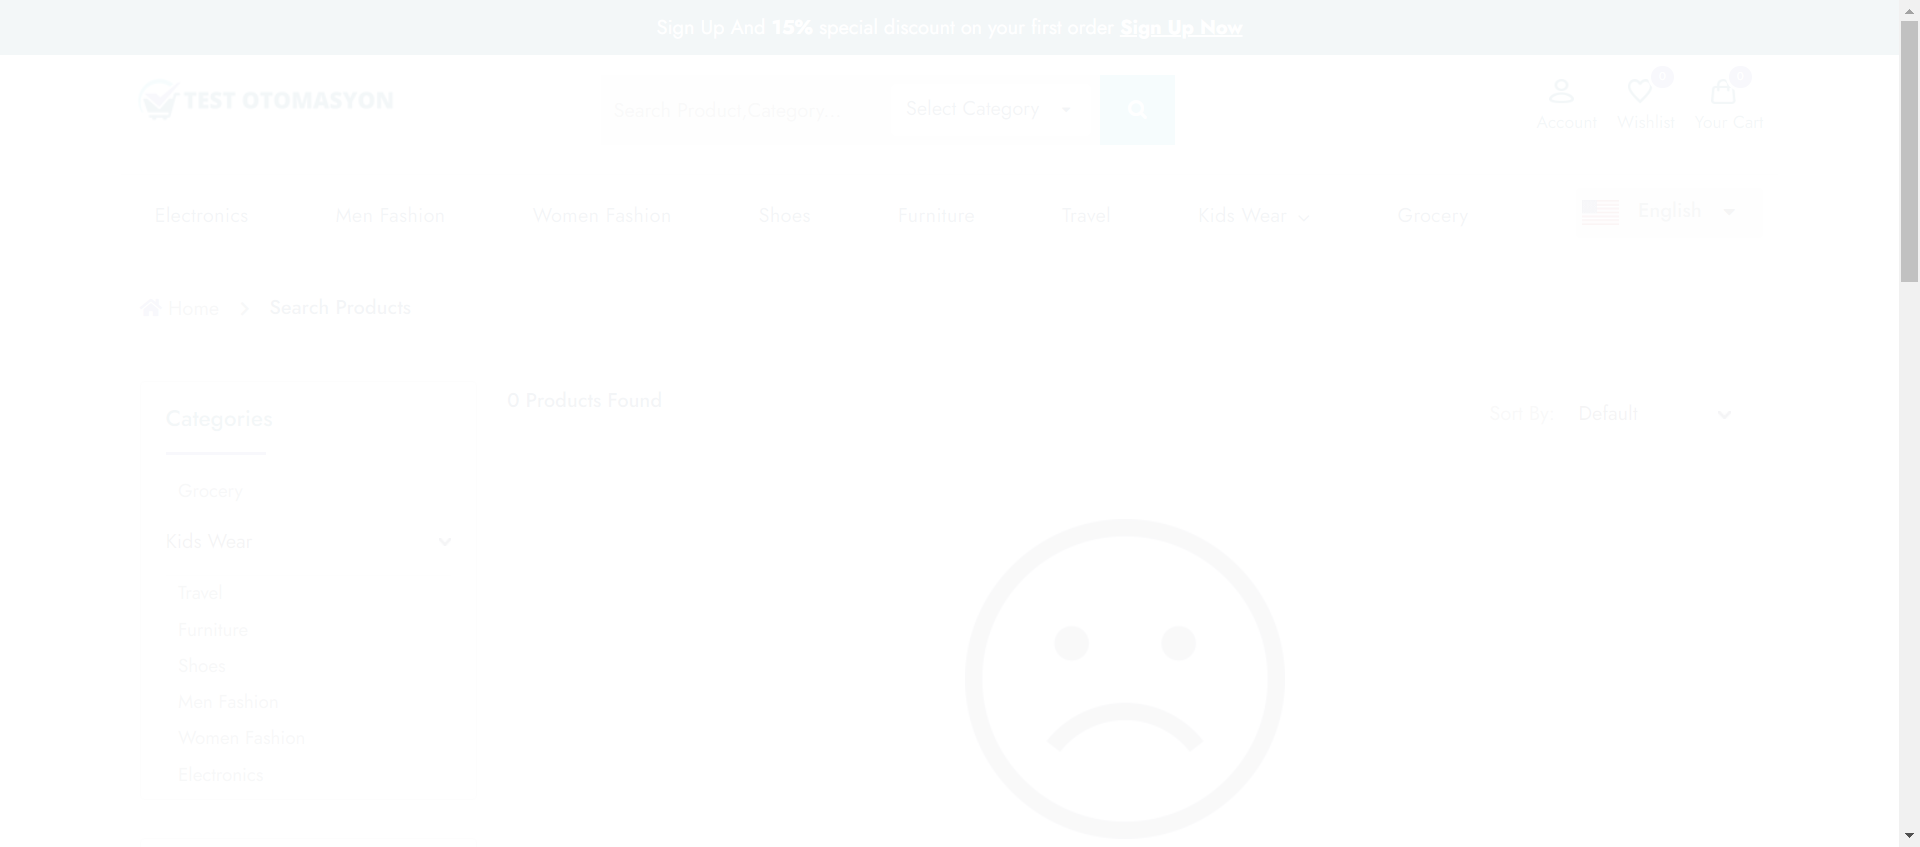 Sign Up And 15% special discount on your first order Sign Up Now
TEST OTOMASYON
Search Product,Category...
Select Category
0
0
Account
Wishlist
Your Cart
Electronics
Men Fashion
Women Fashion
Shoes
Furniture
Travel
Kids Wear
Grocery
English
Home
Search Products
Categories
Grocery
Kids Wear
Travel
Furniture
Shoes
Men Fashion
Women Fashion
Electronics
0 Products Found
Sort By
Default